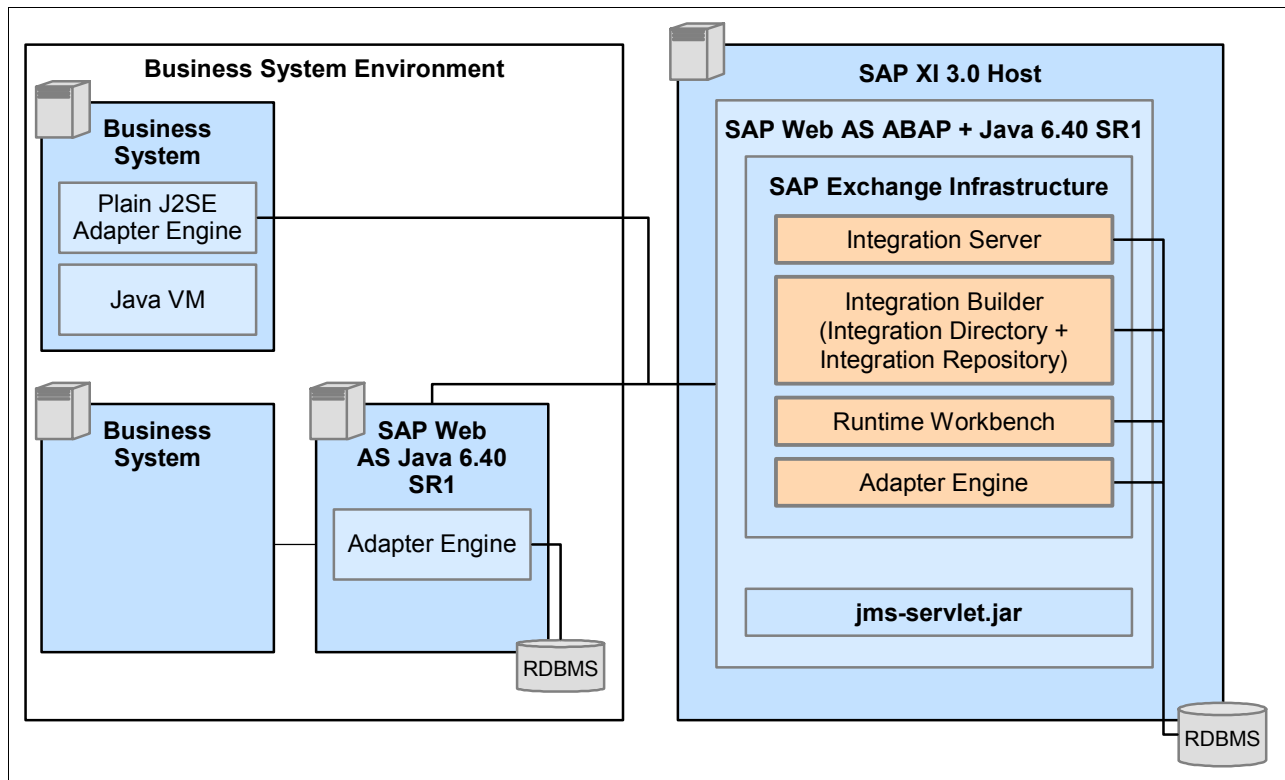 Business System Environment
Business
System
Plain J2SE
Adapter Engine
Java VM
Business
System
SAP Web
AS Java 6.40
SR1
Adapter Engine
RDBMS
SAP XI 3.0 Host
SAP Web AS ABAP + Java 6.40 SR1
SAP Exchange Infrastructure
Integration Server
Integration Builder
(Integration Directory +
Integration Repository)
Runtime Workbench
Adapter Engine
jms-servlet.jar
RDBMS